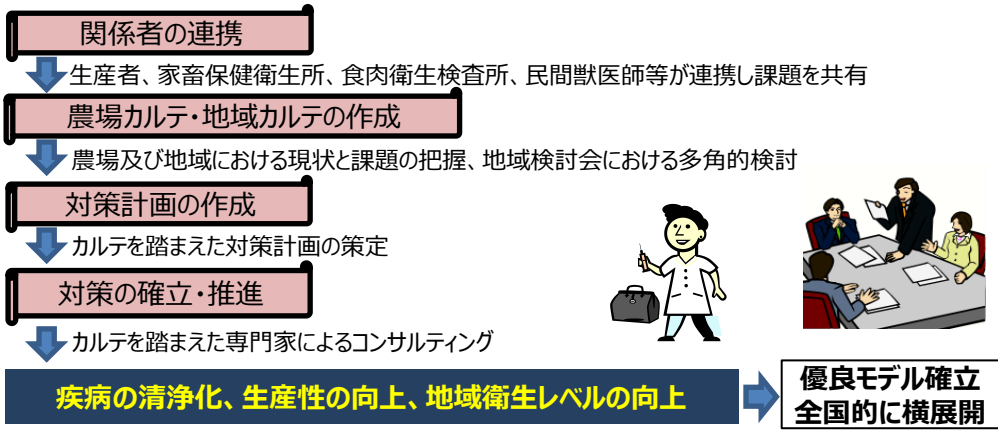 関係者の連携
生産者、家畜保健衛生所、食肉衛生検査所、民間獣医師等が連携し課題を共有
農場カルテ・地域カルテの作成
農場及び地域における現状と課題の把握、地域検討会における多角的検討
対策計画の作成
カルテを踏まえた対策計画の策定
対策の確立・推進
カルテを踏まえた専門家によるコンサルティング
疾病の清浄化、生産性の向上、地域衛生レベルの向上
優良モデル確立
全国的に横展開